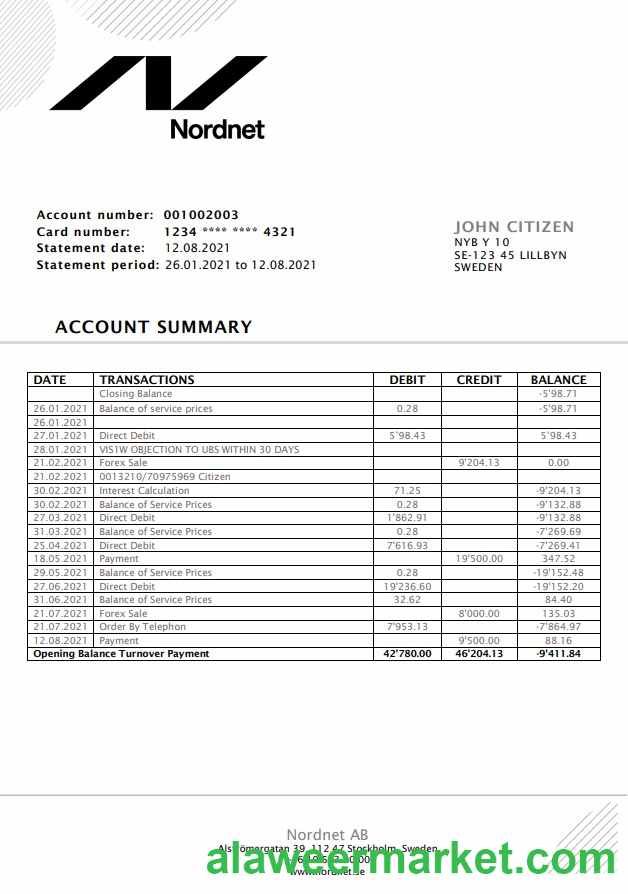 Nordnet
Account number: 001002003
Card number: 1234 **** **** 4321
Statement date: 12.08.2021
Statement period: 26.01.2021 to 12.08.2021
JOHN CITIZEN
NYB Y 10
SE-123 45 LILLBYN
SWEDEN
ACCOUNT SUMMARY
DATE TRANSACTIONS DEBIT CREDIT BALANCE
Closing Balance -5'98.71
26.01.2021 Balance of service prices 0.28 -5'98.71
26.01.2021
27.01.2021 Direct Debit 5'98.43 5'98.43
28.01.2021 VIS1W OBJECTION TO UBS WITHIN 30 DAYS
21.02.2021 Forex Sale 9'204.13 0.00
21.02.2021 0013210/70975969 Citizen
30.02.2021 Interest Calculation 71.25 -9'204.13
30.02.2021 Balance of Service Prices 0.28 -9'132.88
27.03.2021 Direct Debit 1'862.91 -9'132.88
31.03.2021 Balance of Service Prices 0.28 -7'269.69
25.04.2021 Direct Debit 7'616.93 -7'269.41
18.05.2021 Payment 19'500.00 347.52
29.05.2021 Balance of Service Prices 0.28 -19'152.48
27.06.2021 Direct Debit 19'236.60 -19'152.20
31.06.2021 Balance of Service Prices 32.62 84.40
21.07.2021 Forex Sale 8'000.00 135.03
21.07.2021 Order By Telephon 7'953.13 -7'864.97
12.08.2021 Payment 9'500.00 88.16
Opening Balance Turnover Payment 42'780.00 46'204.13 -9'411.84
Nordnet AB
39, 112 47 Stockholm, Sweden
alaweermarket.com
www.nordnet.se